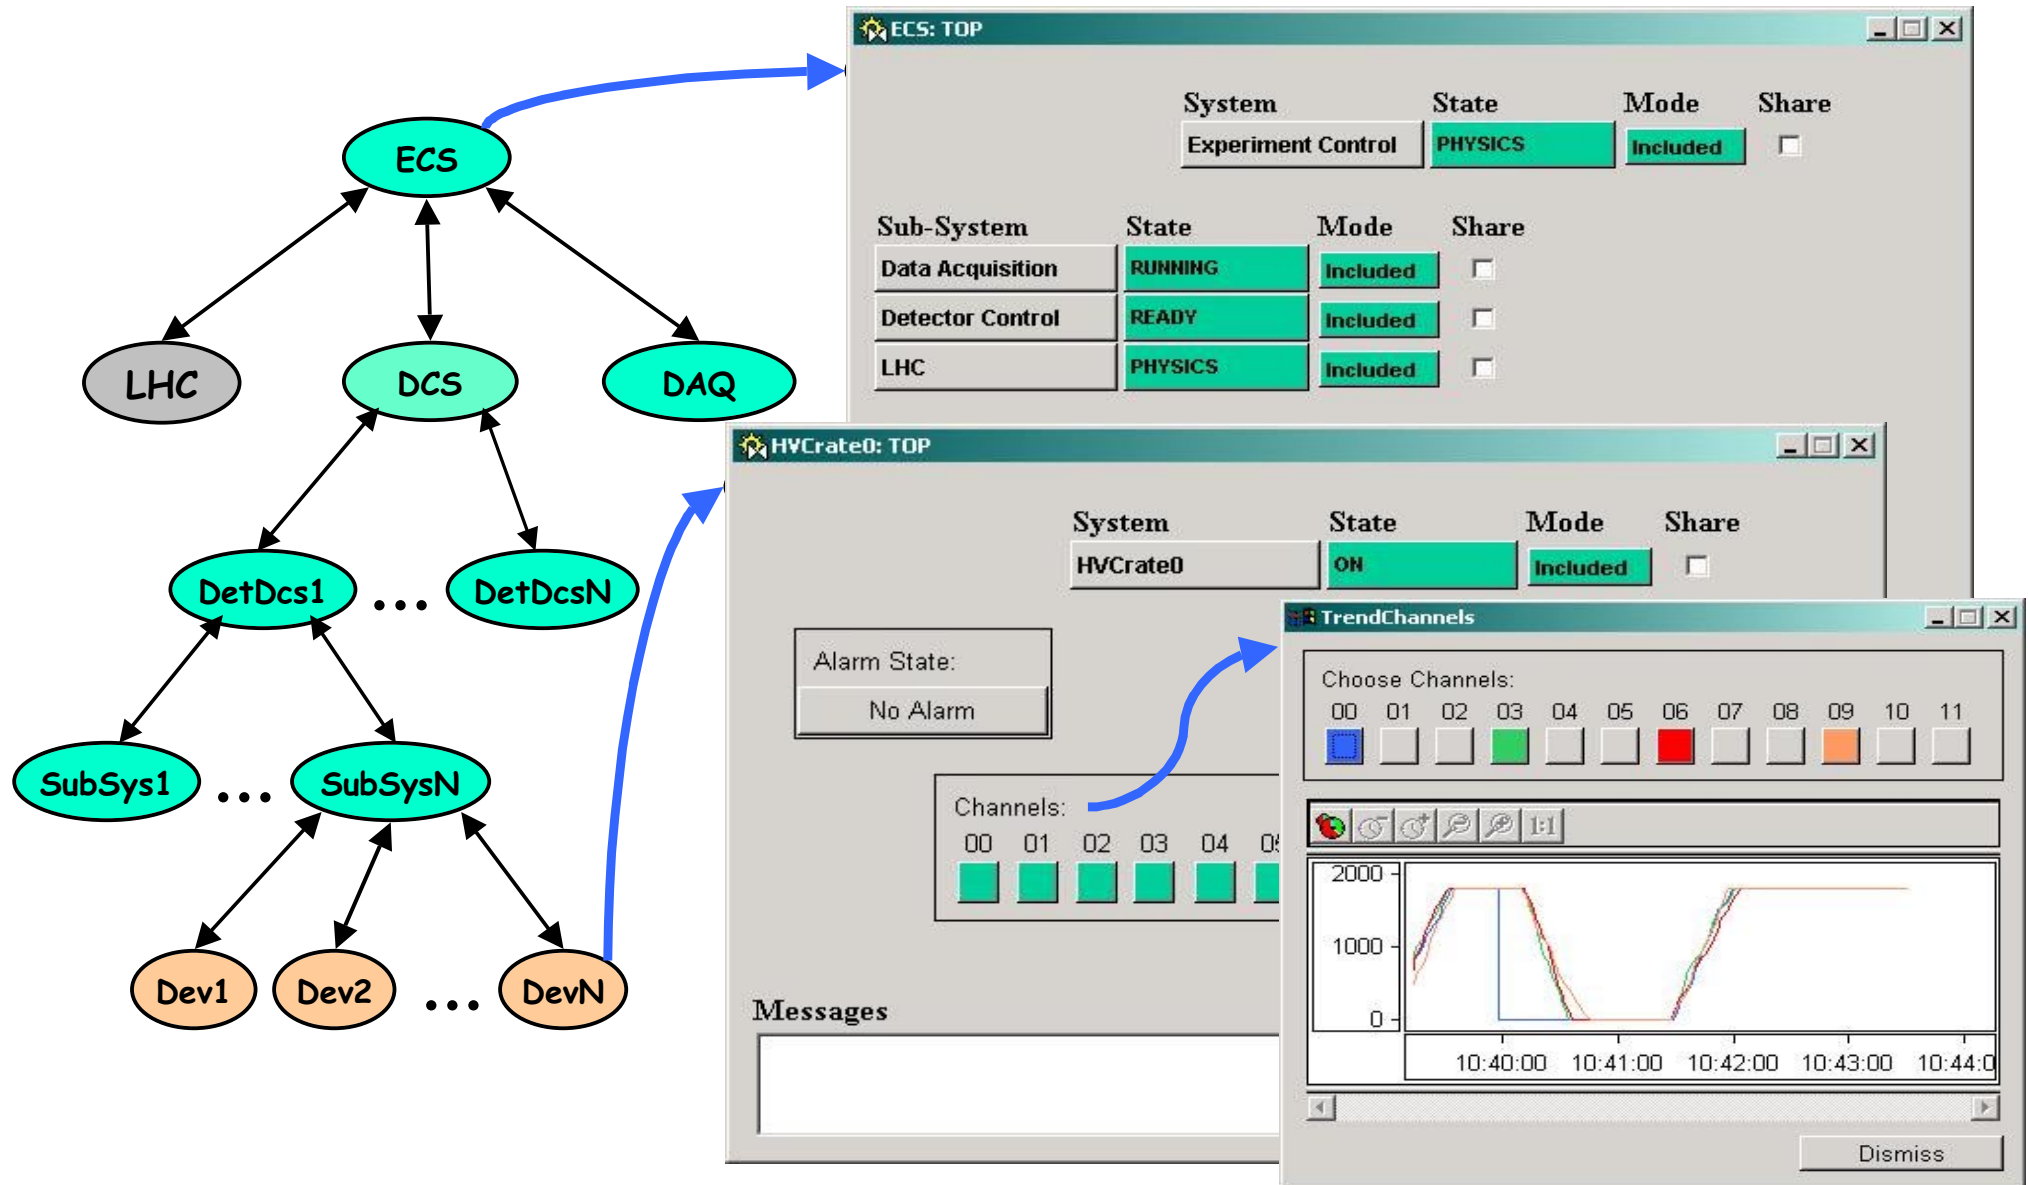 ECS
LHC
DCS
DAQ
DetDcs1
...
DetDcsN
SubSys1
...
SubSysN
Dev1
Dev2
...
DevN
ECS: TOP
System State Mode Share
Experiment Control PHYSICS Included
Sub-System State Mode Share
Data Acquisition RUNNING Included
Detector Control READY Included
LHC PHYSICS Included
HVCrate0: TOP
System State Mode Share
HVCrate0 ON Included
Alarm State:
No Alarm
Channels:
00 01 02 03 04
Messages
TrendChannels
Choose Channels:
00 01 02 03 04 05 06 07 08 09 10 11
1:1
2000
1000
0
10:40:00 10:41:00 10:42:00 10:43:00 10:44:0
Dismiss